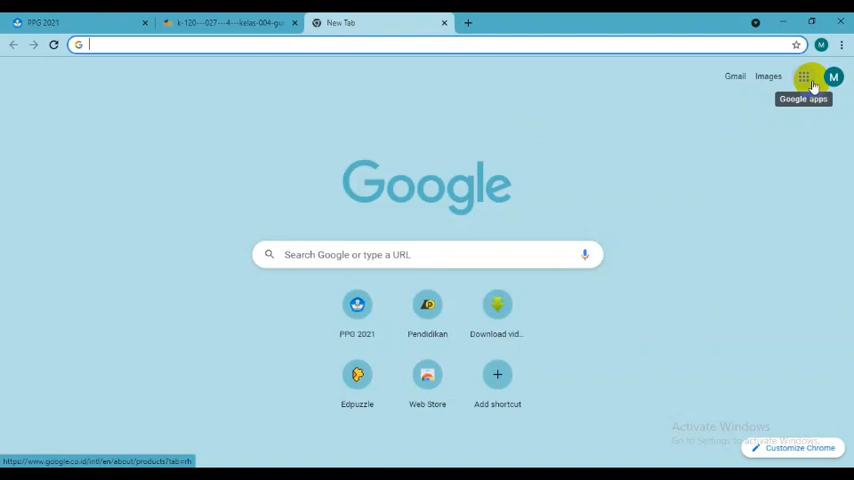 PPG 2021
k-120---027---4---kelas-004-gur
New Tab
Gmail
Images
M
M
Google apps
Google
Search Google or type a URL
PPG 2021
Pendidikan
Download vid...
Edpuzzle
Web Store
Add shortcut
Activate Windows
Go to Settings to activate Windows.
Customize Chrome
https://www.google.co.id/intl/en/about/products?tab=rh